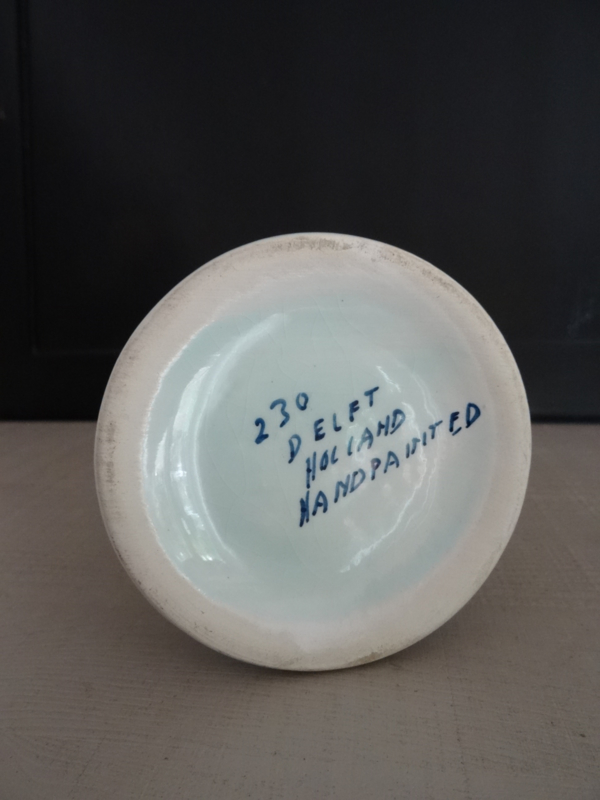 230
DELFT
HOLLAND
HANDPAINTED